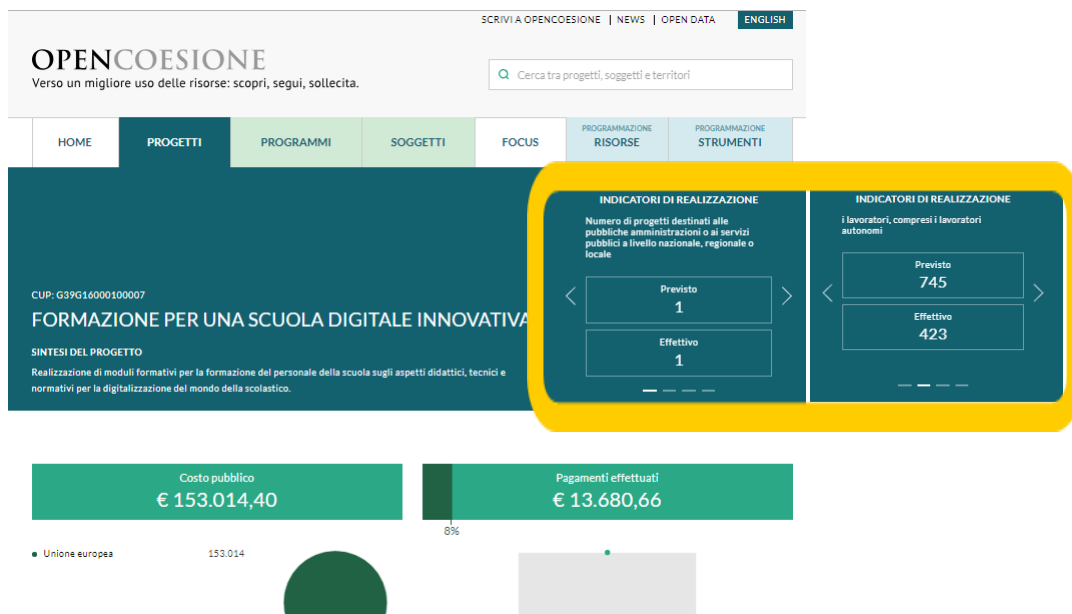 SCRIVI A OPENCOESIONE | NEWS | OPEN DATA ENGLISH
OPENCOESIONE
Verso un migliore uso delle risorse: scopri, segui, sollecita.
Cerca tra progetti, soggetti e territori
HOME PROGETTI PROGRAMMI SOGGETTI FOCUS PROGRAMMAZIONE RISORSE PROGRAMMAZIONE STRUMENTI
CUP: G39G16000100007
FORMAZIONE PER UNA SCUOLA DIGITALE INNOVATIVA
SINTESI DEL PROGETTO
Realizzazione di moduli formativi per la formazione del personale della scuola sugli aspetti didattici, tecnici e
normativi per la digitalizzazione del mondo della scolastico.
INDICATORI DI REALIZZAZIONE
Numero di progetti destinati alle
pubbliche amministrazioni o ai servizi
pubblici a livello nazionale, regionale o
locale
Previsto
1
Effettivo
1
INDICATORI DI REALIZZAZIONE
i lavoratori, compresi i lavoratori
autonomi
Previsto
745
Effettivo
423
Costo pubblico
€ 153.014,40
Pagamenti effettuati
€ 13.680,66
8%
Unione europea 153.014